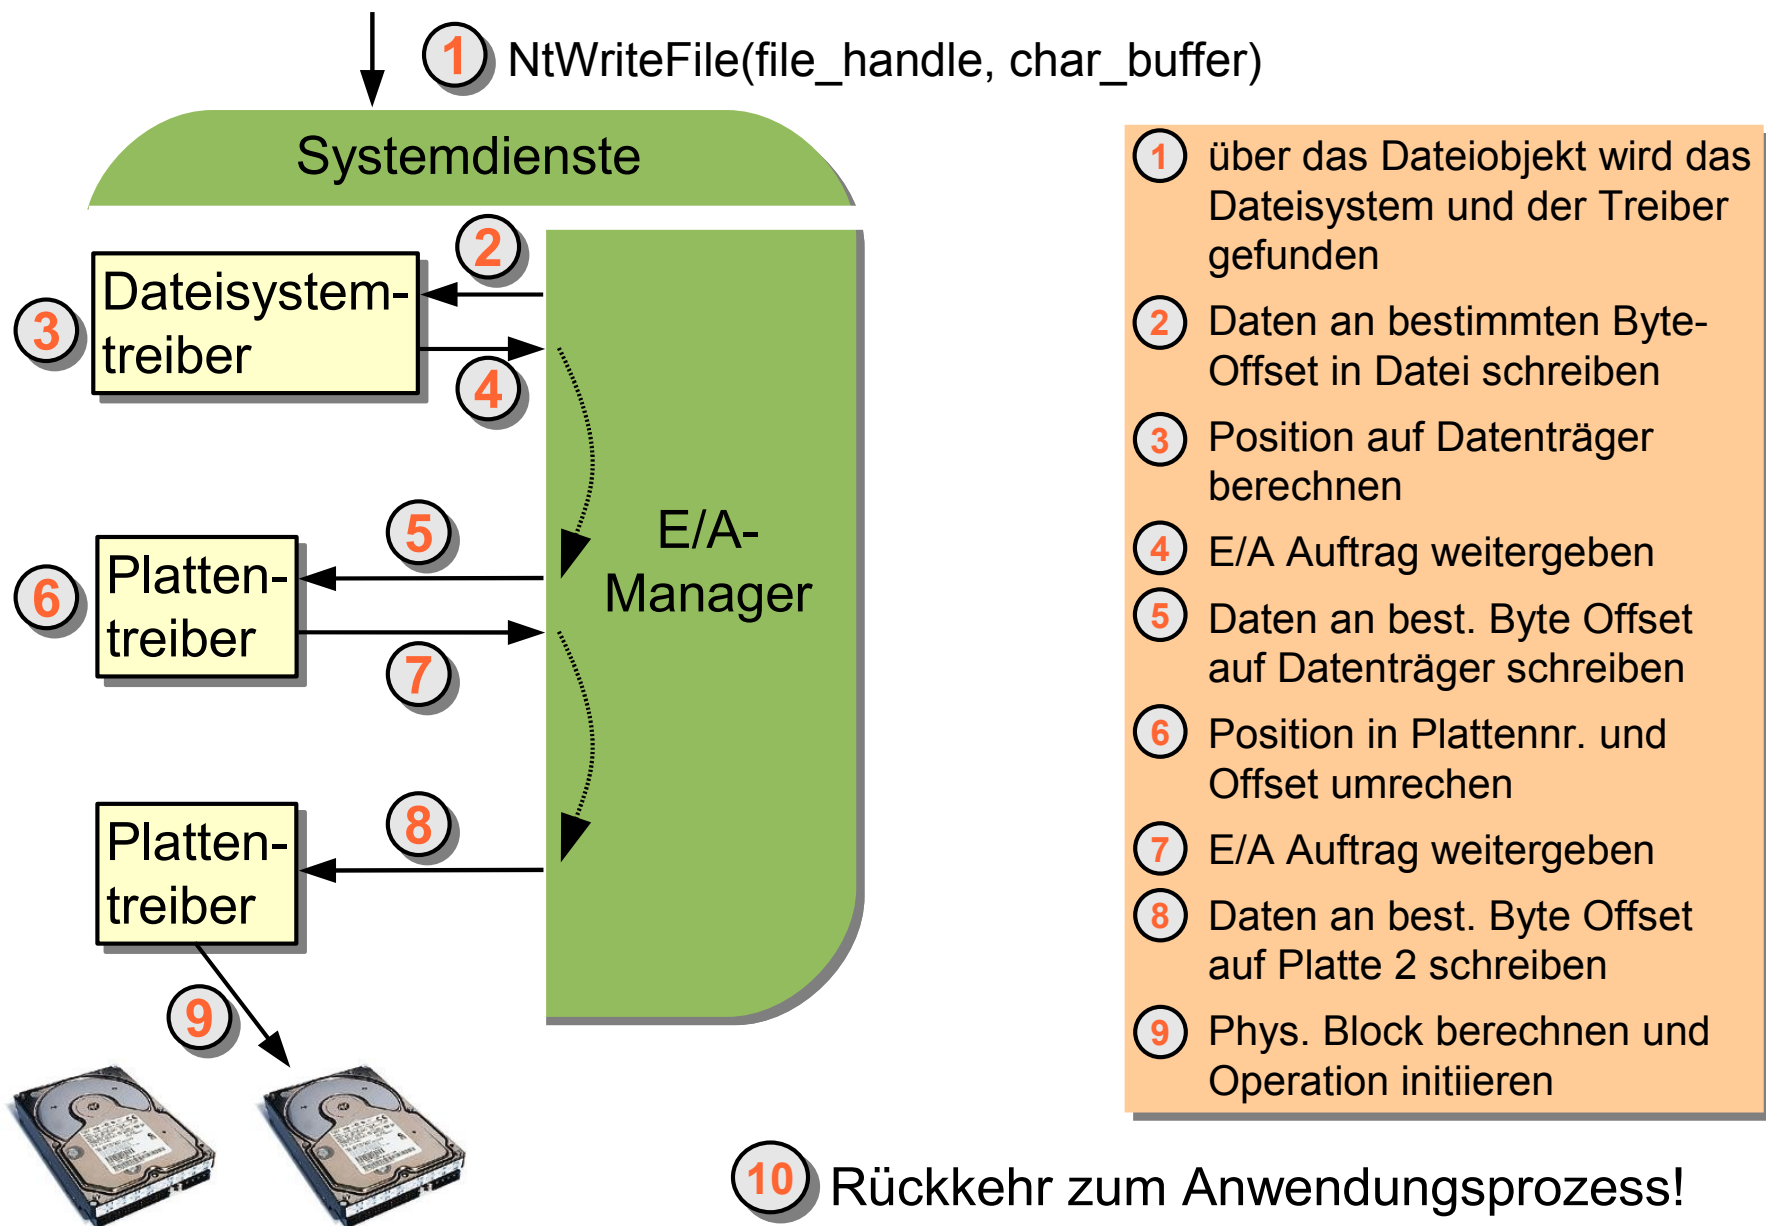 1 NtWriteFile(file_handle, char_buffer)
Systemdienste
2
Dateisystem-
treiber
3
4
5
E/A-
Manager
Platten-
treiber
6
7
8
Platten-
treiber
9
1 über das Dateiobjekt wird das
Dateisystem und der Treiber
gefunden
2 Daten an bestimmten Byte-
Offset in Datei schreiben
3 Position auf Datenträger
berechnen
4 E/A Auftrag weitergeben
5 Daten an best. Byte Offset
auf Datenträger schreiben
6 Position in Plattennr. und
Offset umrechen
7 E/A Auftrag weitergeben
8 Daten an best. Byte Offset
auf Platte 2 schreiben
9 Phys. Block berechnen und
Operation initiieren
10 Rückkehr zum Anwendungsprozess!